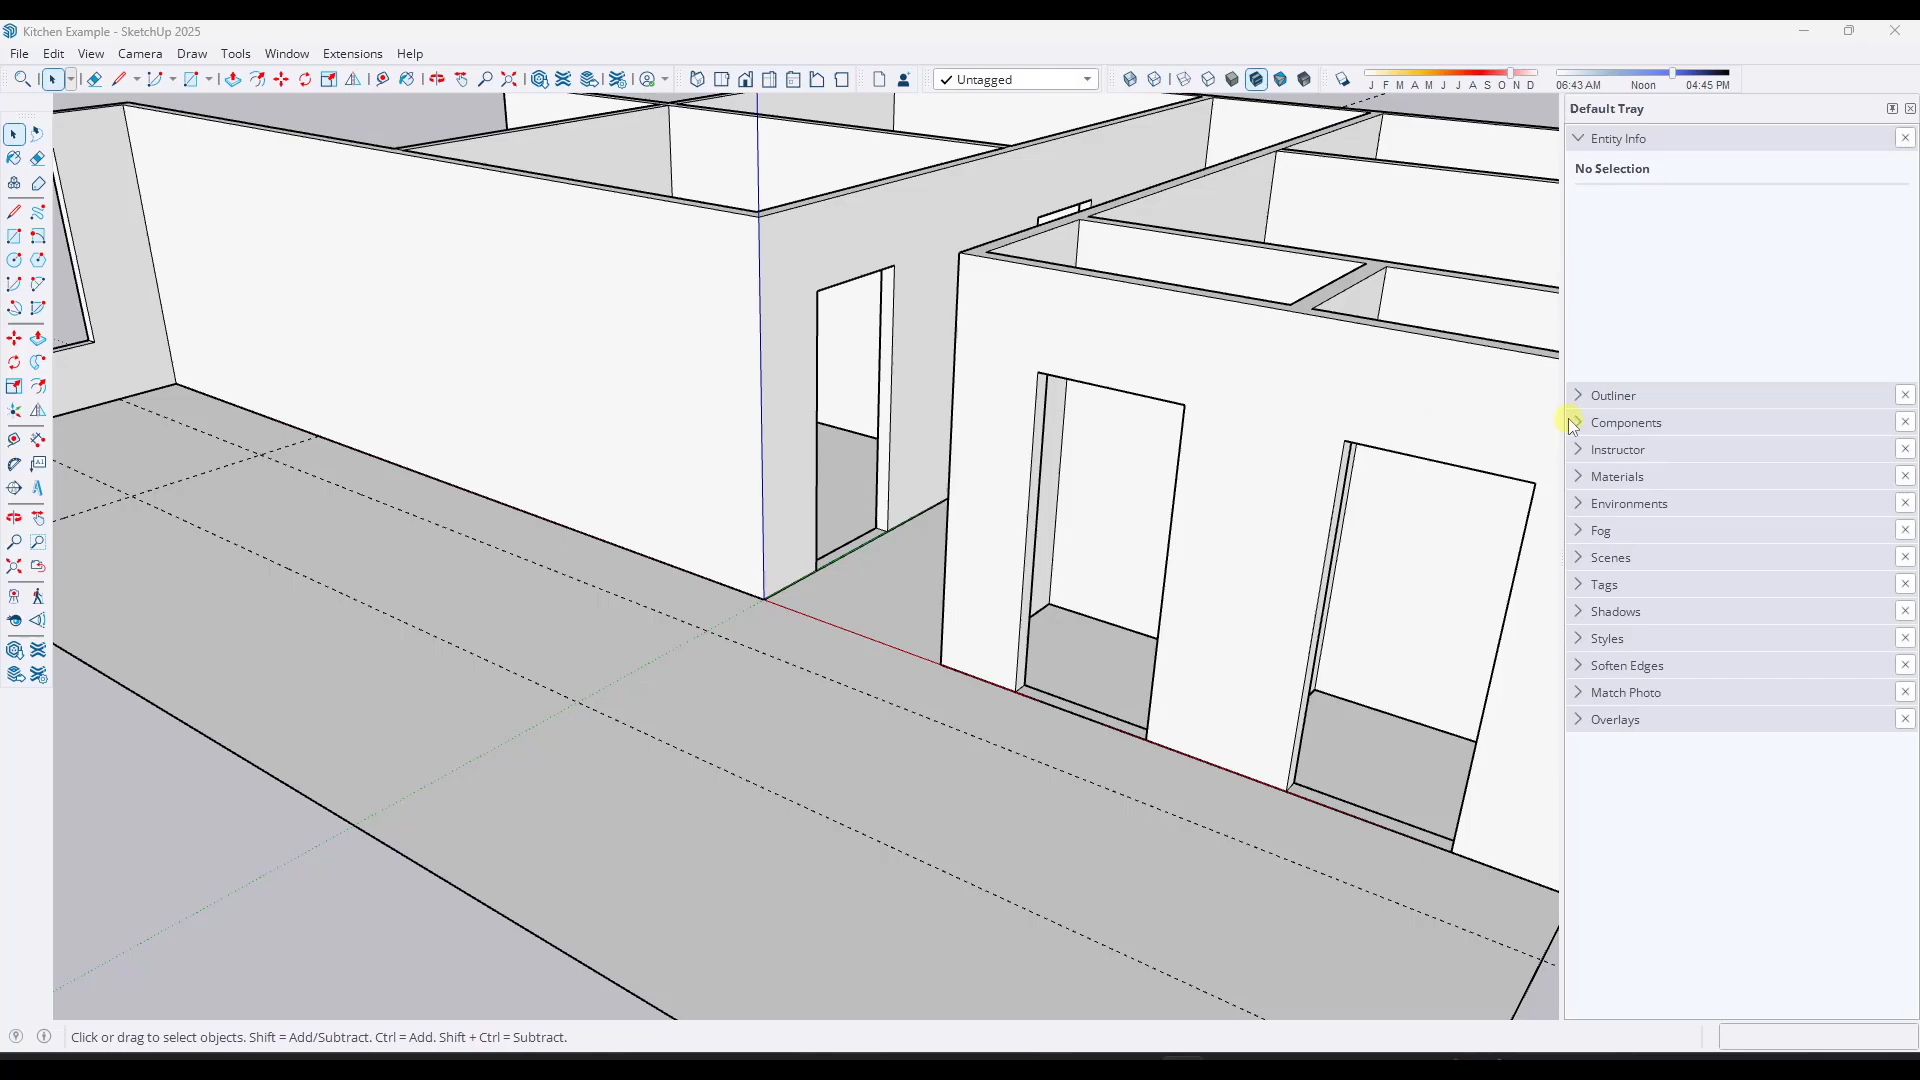 Kitchen Example - SketchUp 2025
File Edit View Camera Draw Tools Window Extensions Help
Untagged
J F M A M J J A S O N D
06:43 AM Noon 04:45 PM
Default Tray
Entity Info
No Selection
Outliner
Components
Instructor
Materials
Environments
Fog
Scenes
Tags
Shadows
Styles
Soften Edges
Match Photo
Overlays
Click or drag to select objects. Shift = Add/Subtract. Ctrl = Add. Shift + Ctrl = Subtract.